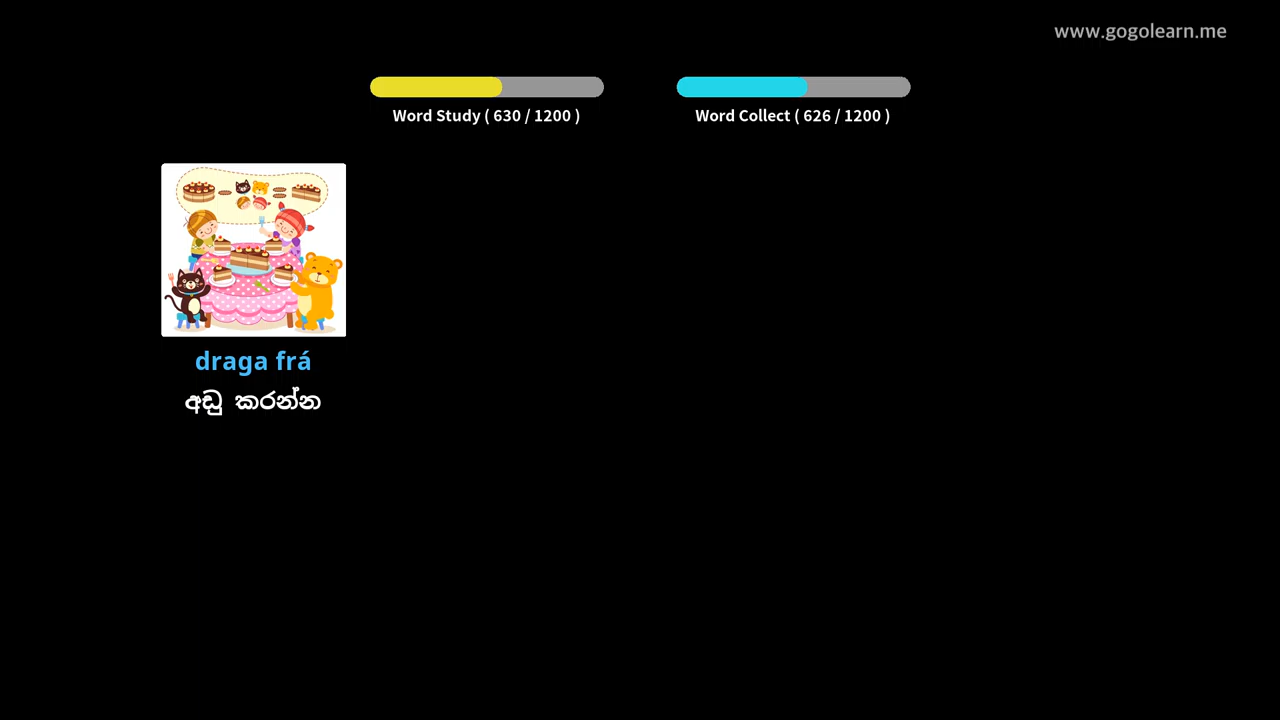 www.gogolearn.me
Word Study ( 630 / 1200 )
Word Collect ( 626 / 1200 )
draga frá
අඩු කරන්න